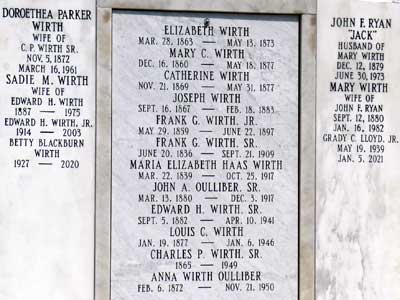 DOROETHEA PARKER
WIRTH
WIFE OF
C. P. WIRTH SR.
NOV. 5, 1872
MARCH 16, 1961
SADIE M. WIRTH
WIFE OF
EDWARD H. WIRTH
1887 — 1975
EDWARD H. WIRTH, JR.
1914 — 2003
BETTY BLACKBURN
WIRTH
1927 — 2020
ELIZABETH WIRTH
MAR. 28, 1863 — MAY 13, 1873
MARY C. WIRTH
DEC. 16, 1860 — MAY 18, 1877
CATHERINE WIRTH
NOV. 21, 1869 — MAY 31, 1877
JOSEPH WIRTH
SEPT. 16, 1867 — FEB. 18, 1883
FRANK G. WIRTH, JR.
MAY 29, 1859 — JUNE 22, 1897
FRANK G. WIRTH, SR.
JUNE 20, 1836 — SEPT. 21, 1909
MARIA ELIZABETH HAAS WIRTH
MAR. 22, 1839 — OCT. 25, 1917
JOHN A. OULLIBER, SR.
MAR. 13, 1880 — DEC. 3, 1917
EDWARD H. WIRTH, SR.
SEPT. 5, 1882 — APR. 10, 1941
LOUIS C. WIRTH
JAN. 19, 1877 — JAN. 6, 1946
CHARLES P. WIRTH, SR.
1865 — 1949
ANNA WIRTH OULLIBER
FEB. 6, 1872 — NOV. 21, 1950
JOHN F. RYAN
"JACK"
HUSBAND OF
MARY WIRTH
DEC. 12, 1879
JUNE 30, 1973
MARY WIRTH
WIFE OF
JOHN F. RYAN
SEPT. 12, 1880
JAN. 16, 1982
GRADY C. LLOYD, JR.
MAY 19, 1939
JAN. 5, 2021